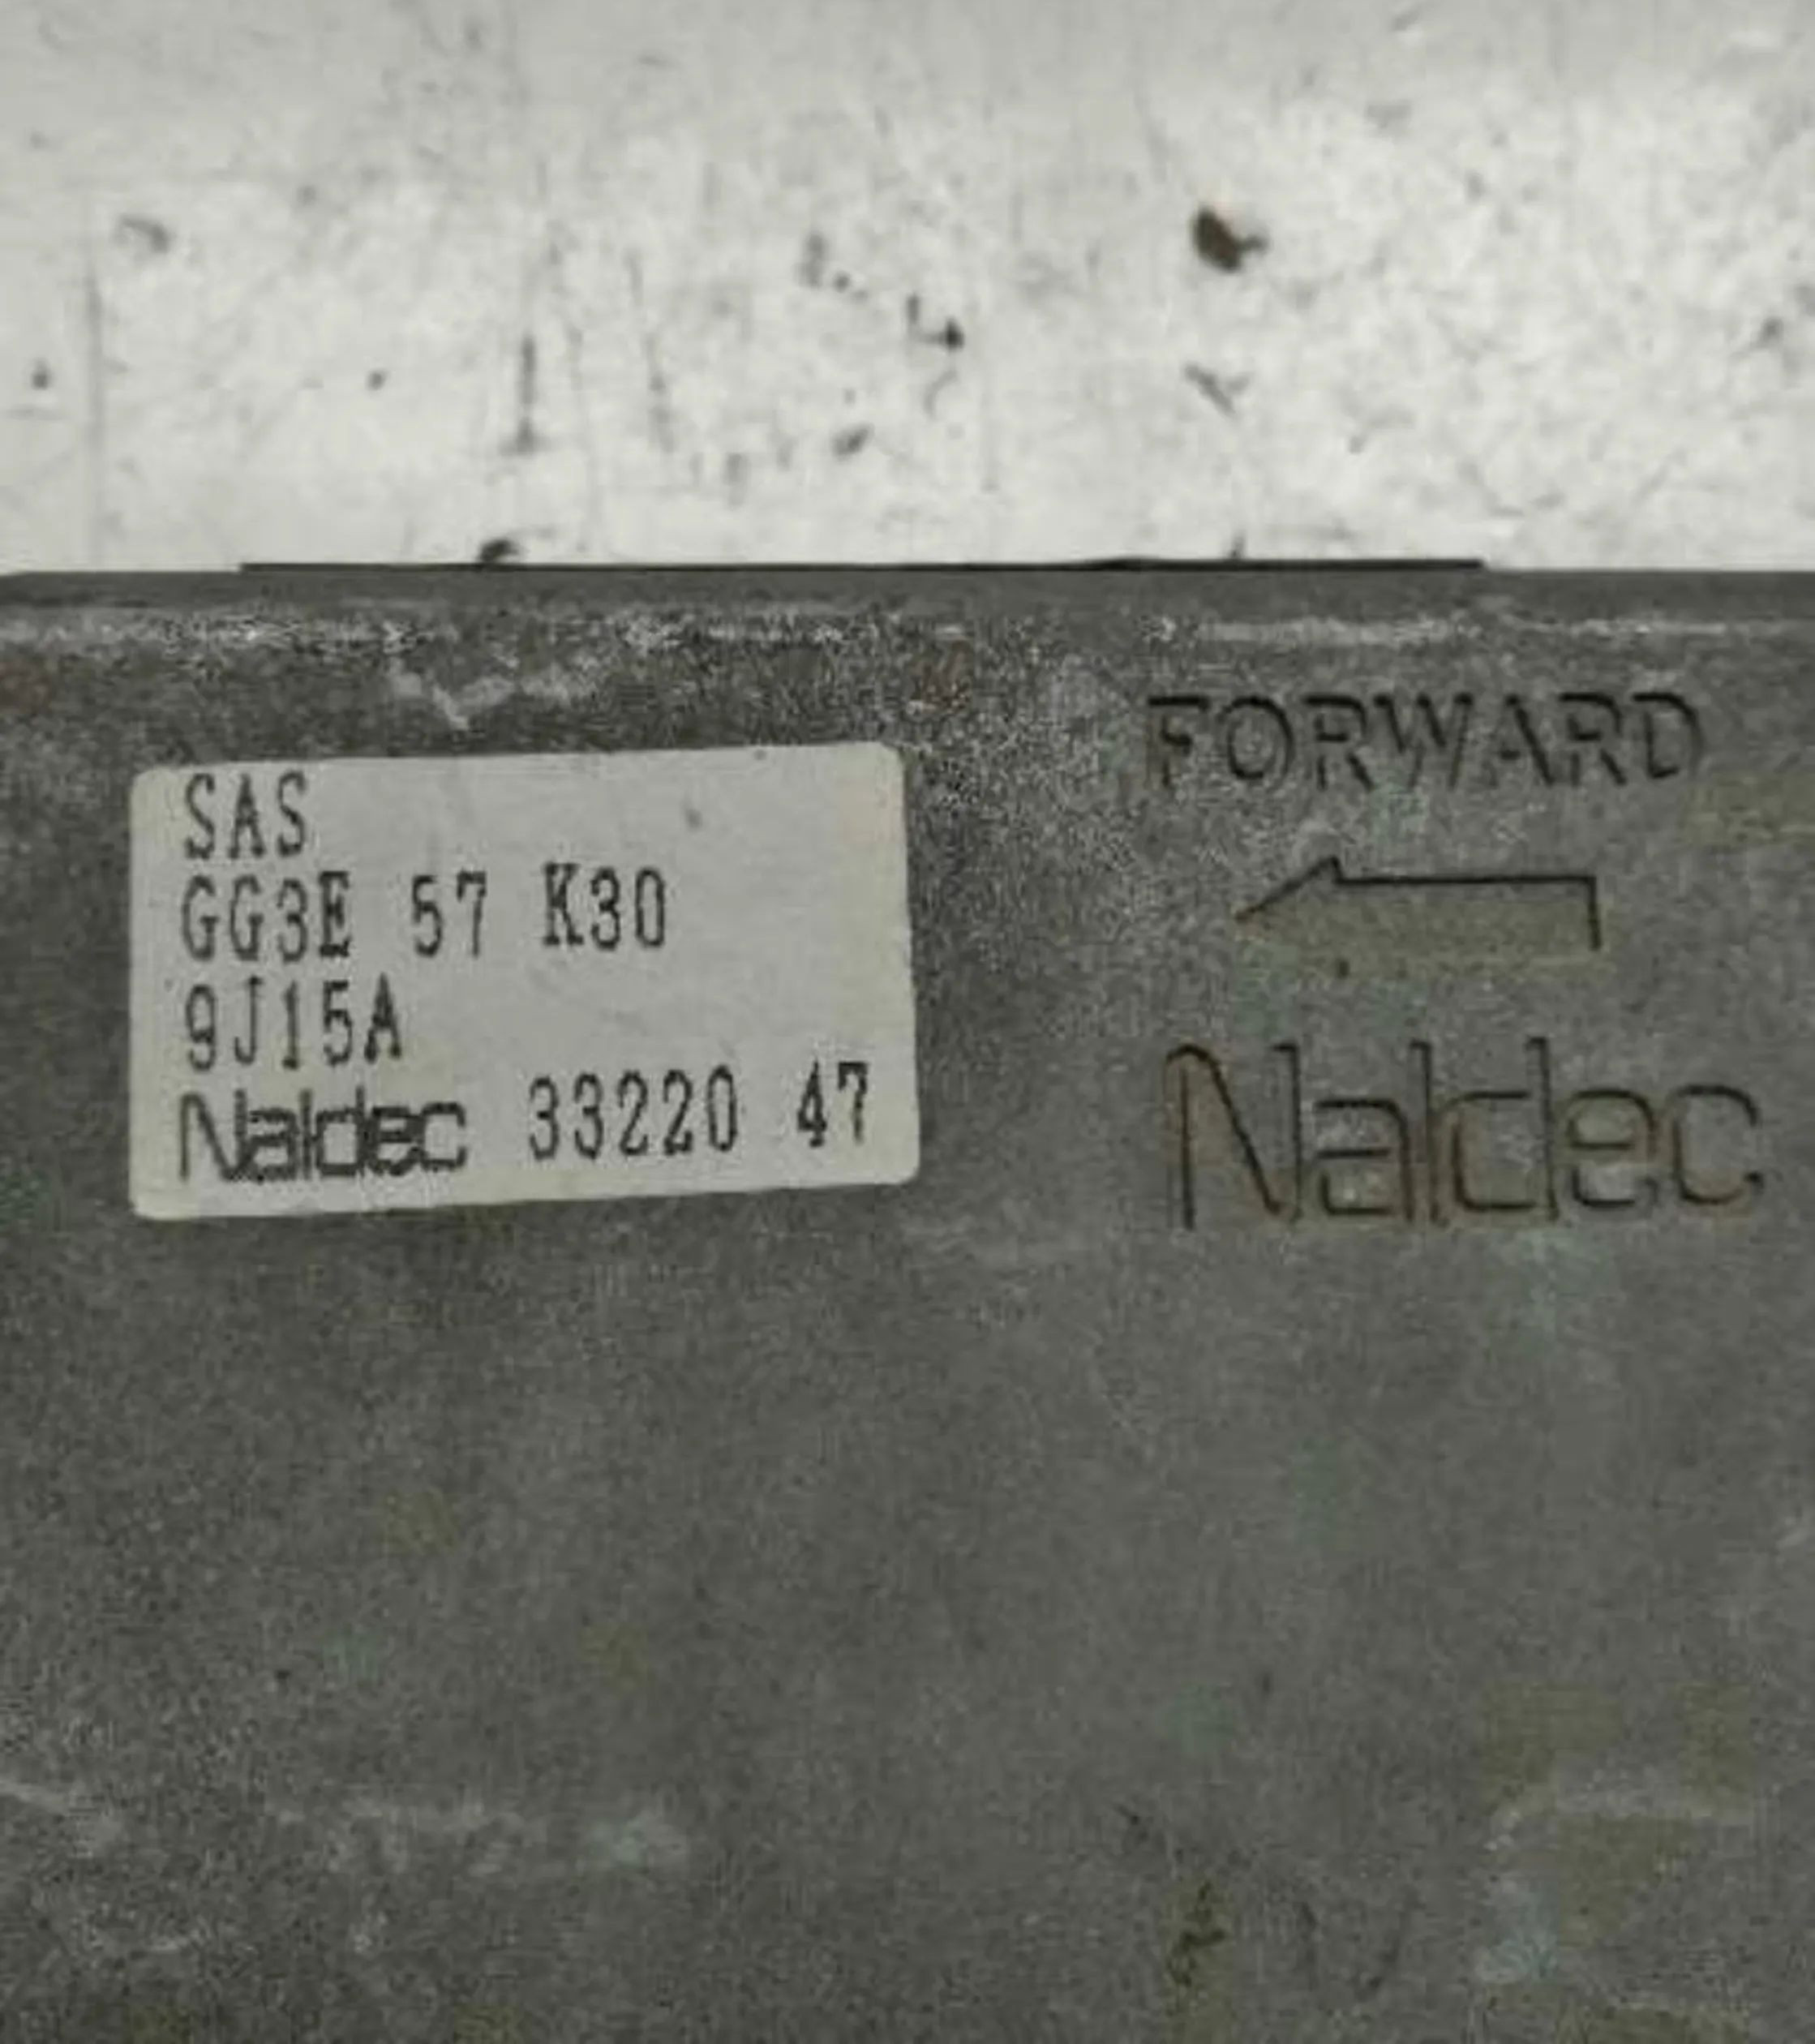 SAS
GG3E 57 K30
9J15A
Naldec 33220 47
FORWARD
Naldec